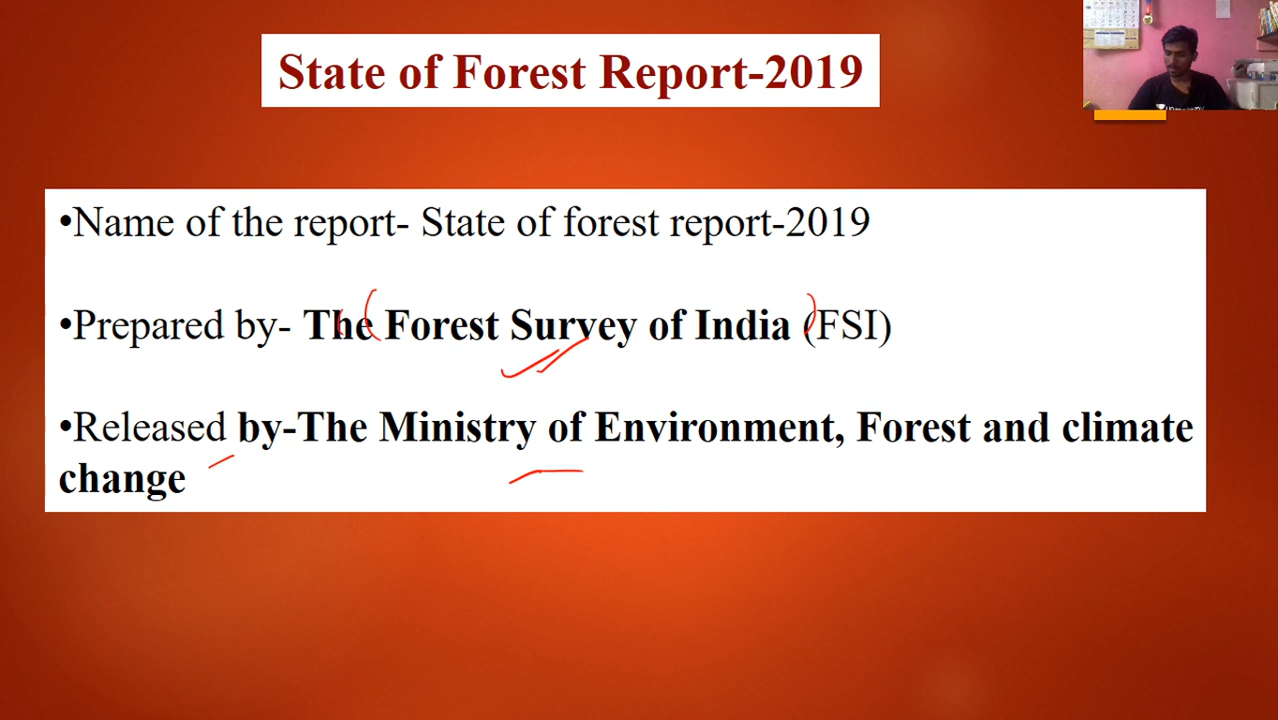 State of Forest Report-2019
•Name of the report- State of forest report-2019
•Prepared by- The Forest Survey of India (FSI)
•Released by-The Ministry of Environment, Forest and climate
change